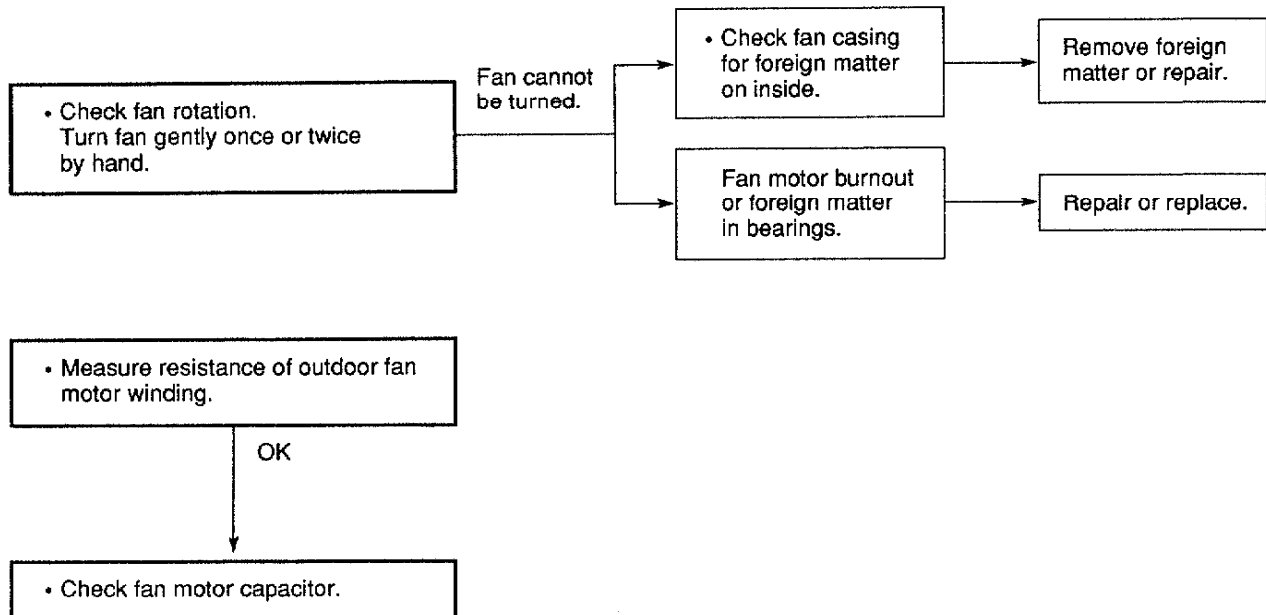 • Check fan rotation.
Turn fan gently once or twice
by hand.
Fan cannot
be turned.
• Check fan casing
for foreign matter
on inside.
Remove foreign
matter or repair.
Fan motor burnout
or foreign matter
in bearings.
Repair or replace.
• Measure resistance of outdoor fan
motor winding.
OK
• Check fan motor capacitor.